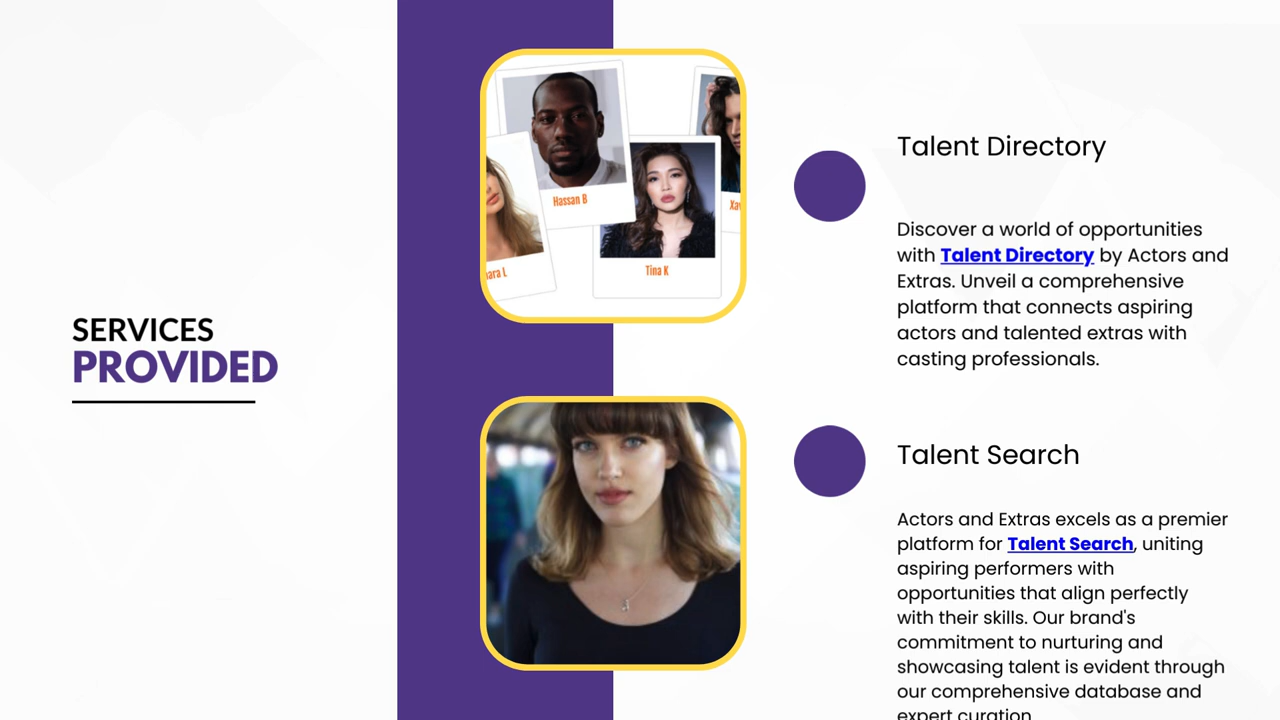 SERVICES
PROVIDED
Hassan B
Tina K
Talent Directory
Discover a world of opportunities
with Talent Directory by Actors and
Extras. Unveil a comprehensive
platform that connects aspiring
actors and talented extras with
casting professionals.
Talent Search
Actors and Extras excels as a premier
platform for Talent Search, uniting
aspiring performers with
opportunities that align perfectly
with their skills. Our brand's
commitment to nurturing and
showcasing talent is evident through
our comprehensive database and
expert curation.